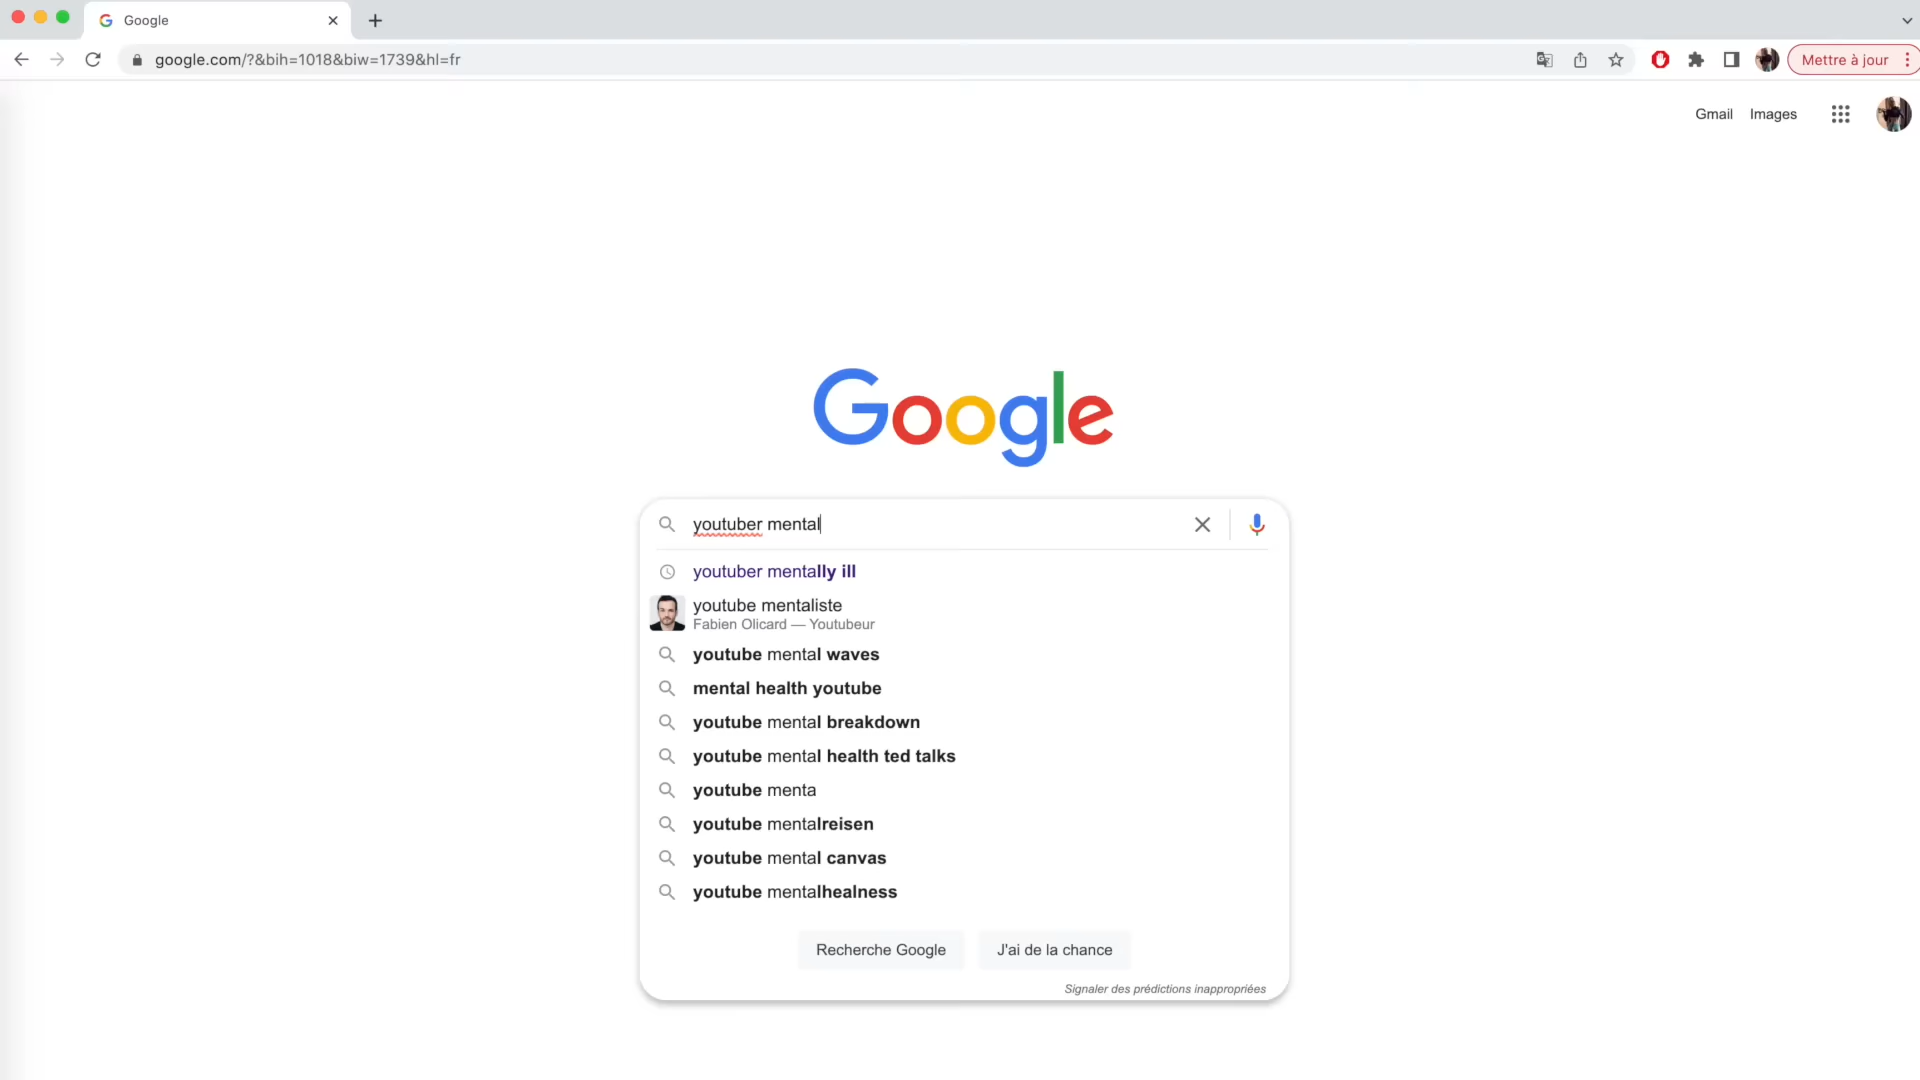 Google
google.com/?&bih=1018&biw=1739&hl=fr
Mettre à jour
Gmail
Images
Google
youtuber mental
youtuber mentally ill
youtube mentaliste
Fabien Olicard — Youtubeur
youtube mental waves
mental health youtube
youtube mental breakdown
youtube mental health ted talks
youtube menta
youtube mentalreisen
youtube mental canvas
youtube mentalhealness
Recherche Google
J'ai de la chance
Signaler des prédictions inappropriées